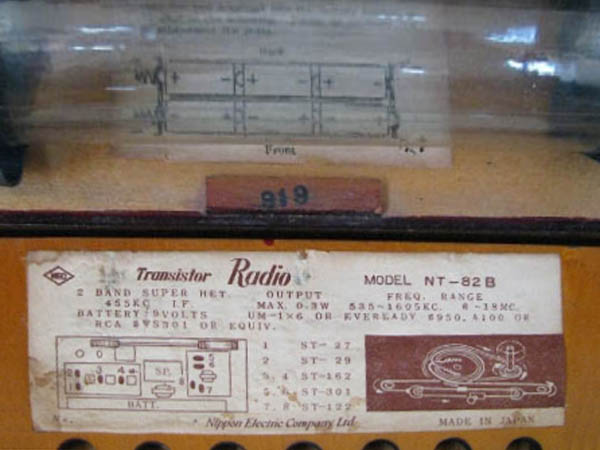 Back
+ - + - +
Front
919
NEC
Transistor Radio MODEL NT-82B
2 BAND SUPER HET. OUTPUT FREQ. RANGE
455KC I.F. MAX. 0.3W 535-1605KC. 6-18MC.
BATTERY: 9VOLTS UM-1×6 OR EVEREADY #950, A100 OR
RCA #VS301 OR EQUIV.
1 ST-27
2 ST-29
3, 4 ST-162
5, 6 ST-301
7, 8 ST-122
SP.
BATT.
No.
Nippon Electric Company Ltd.
MADE IN JAPAN